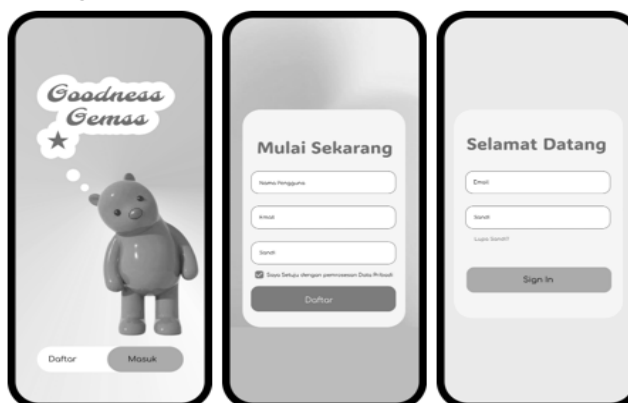 Goodness
Gemss
Daftar
Masuk
Mulai Sekarang
Nama Pengguna
Email
Sandi
Saya Setuju dengan pemrosesan Data Pribadi
Daftar
Selamat Datang
Email
Sandi
Lupa Sandi?
Sign In